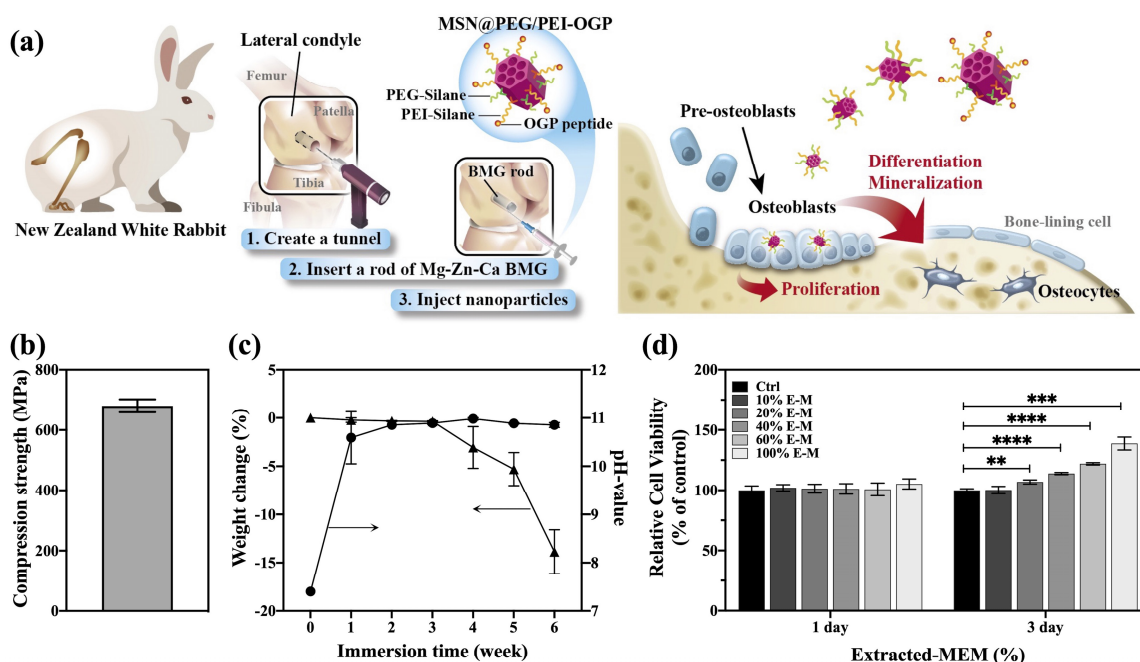 (a)
New Zealand White Rabbit
Lateral condyle
Femur
Patella
Tibia
Fibula
1. Create a tunnel
2. Insert a rod of Mg-Zn-Ca BMG
3. Inject nanoparticles
MSN@PEG/PEI-OGP
PEG-Silane
PEI-Silane
OGP peptide
BMG rod
Pre-osteoblasts
Osteoblasts
Differentiation
Mineralization
Proliferation
Bone-lining cell
Osteocytes
(b)
Compression strength (MPa)
800
600
400
200
0
(c)
Weight change (%)
5
0
-5
-10
-15
-20
0 1 2 3 4 5 6
Immersion time (week)
12
11
10
9
8
7
pH-value
(d)
Relative Cell Viability
(% of control)
200
150
100
50
0
Ctrl
10% E-M
20% E-M
40% E-M
60% E-M
100% E-M
***
****
****
**
1 day 3 day
Extracted-MEM (%)